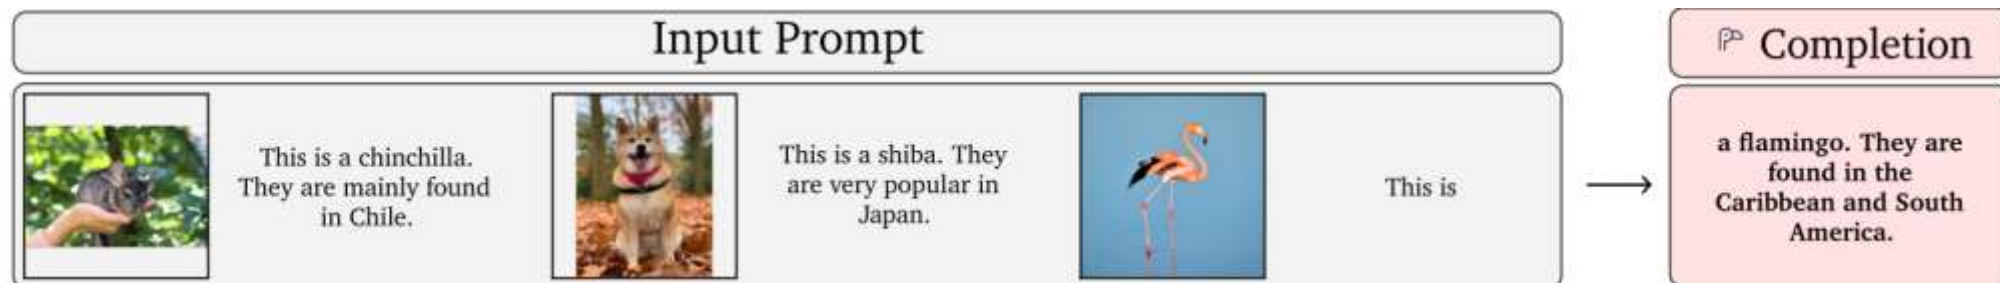 Input Prompt
Completion
This is a chinchilla.
They are mainly found
in Chile.
This is a shiba. They
are very popular in
Japan.
This is
a flamingo. They are
found in the
Caribbean and South
America.